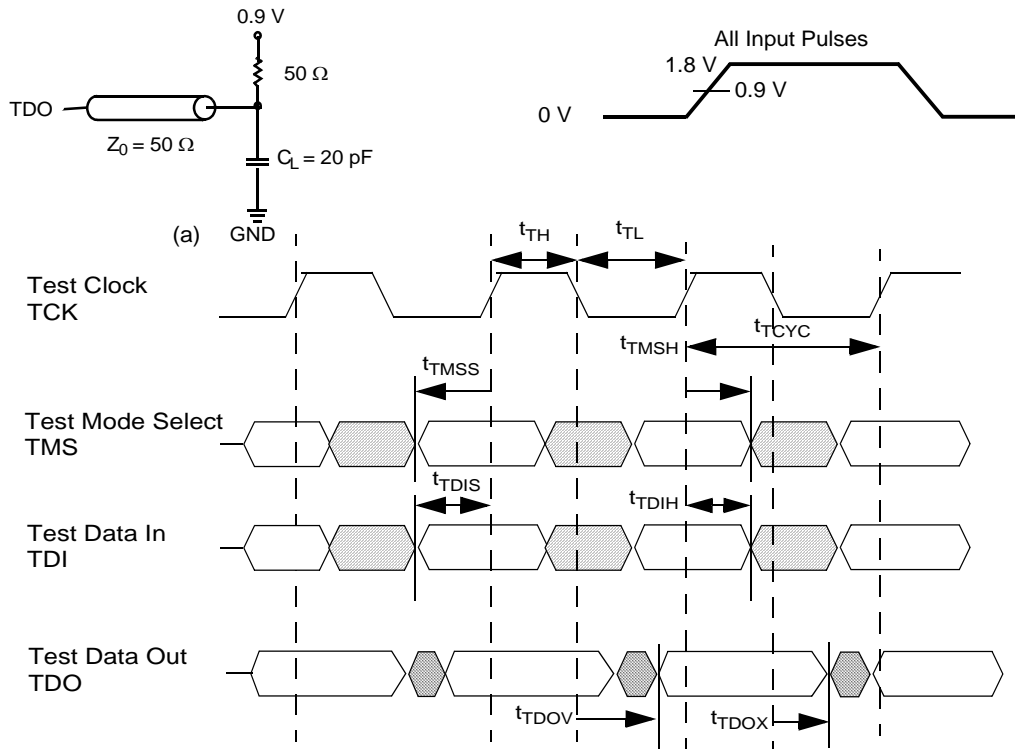 0.9 V
50 Ω
TDO
Z0 = 50 Ω
CL = 20 pF
(a)
GND
All Input Pulses
1.8 V
0.9 V
0 V
tTH
tTL
Test Clock
TCK
tTMSH
tTCYC
tTMSS
Test Mode Select
TMS
tTDIS
tTDIH
Test Data In
TDI
Test Data Out
TDO
tTDOV
tTDOX